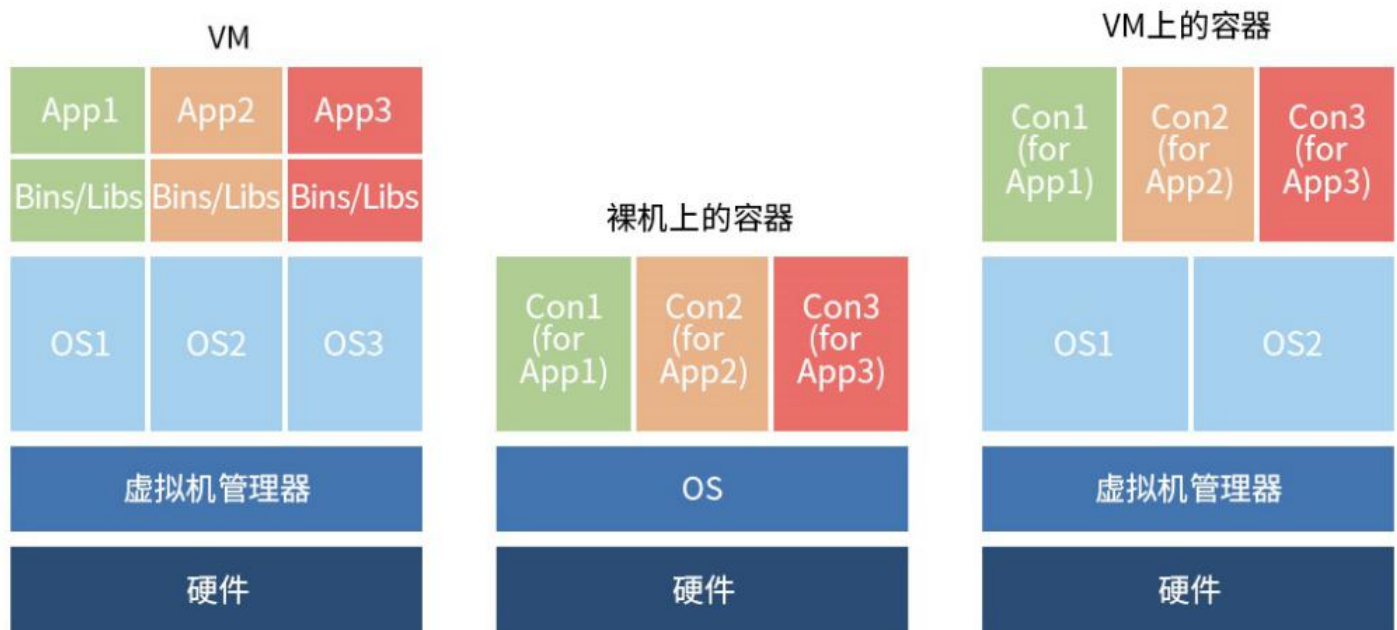 VM
App1 App2 App3
Bins/Libs Bins/Libs Bins/Libs
OS1 OS2 OS3
虚拟机管理器
硬件
裸机上的容器
Con1 Con2 Con3
(for (for (for
App1) App2) App3)
OS
硬件
VM上的容器
Con1 Con2 Con3
(for (for (for
App1) App2) App3)
OS1 OS2
虚拟机管理器
硬件